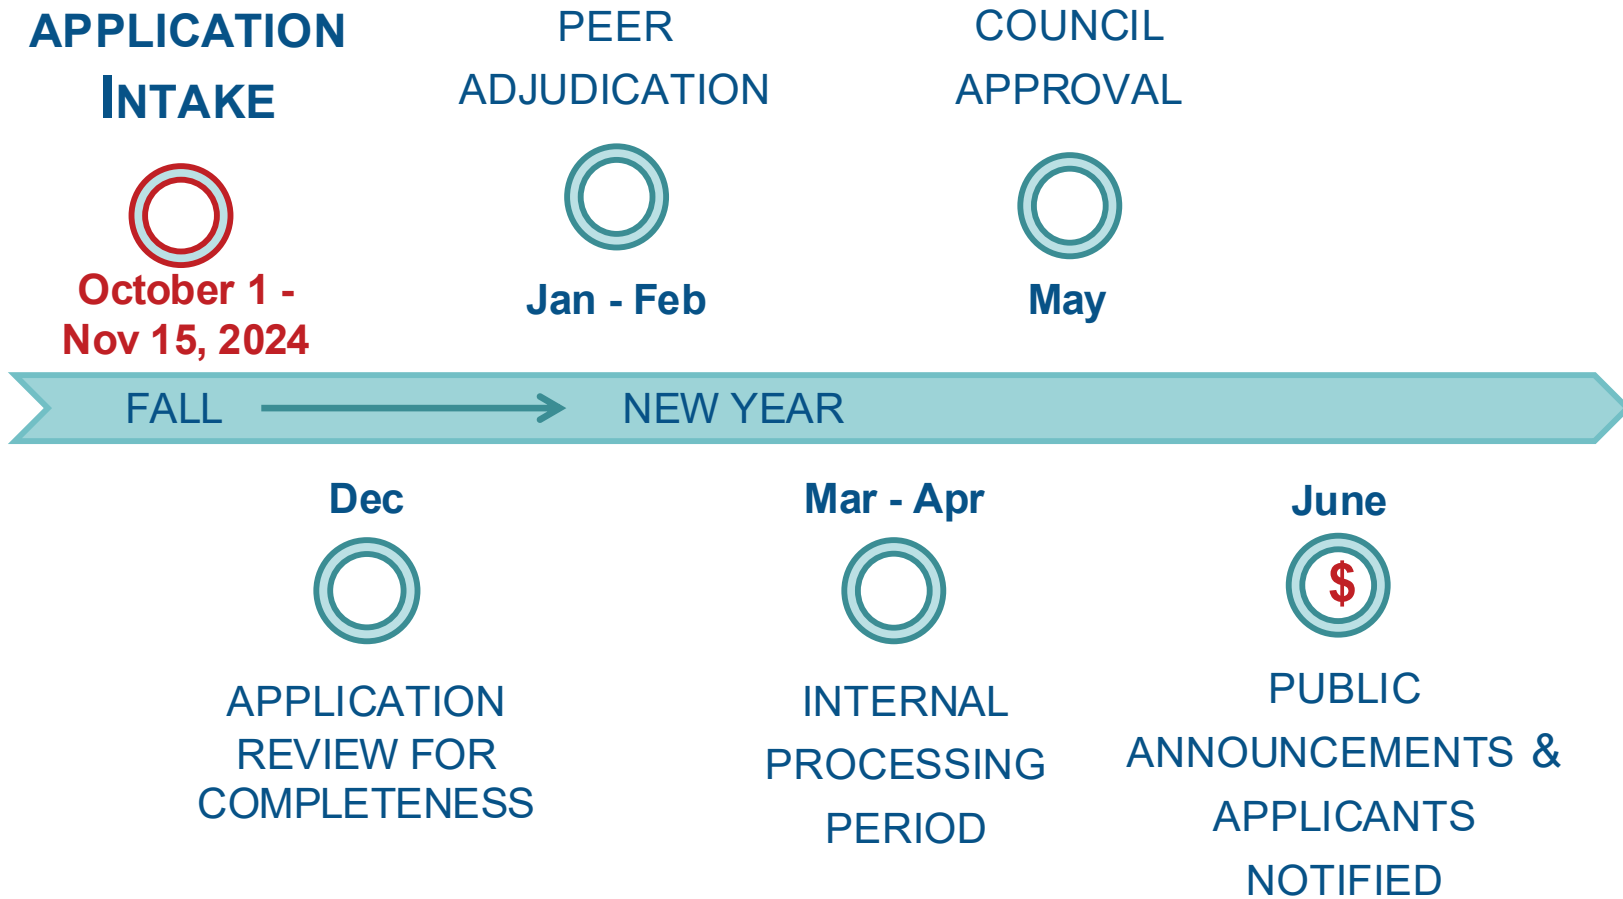 APPLICATION
INTAKE
October 1 -
Nov 15, 2024
PEER
ADJUDICATION
Jan - Feb
COUNCIL
APPROVAL
May
FALL
NEW YEAR
Dec
APPLICATION
REVIEW FOR
COMPLETENESS
Mar - Apr
INTERNAL
PROCESSING
PERIOD
June
$
PUBLIC
ANNOUNCEMENTS &
APPLICANTS
NOTIFIED